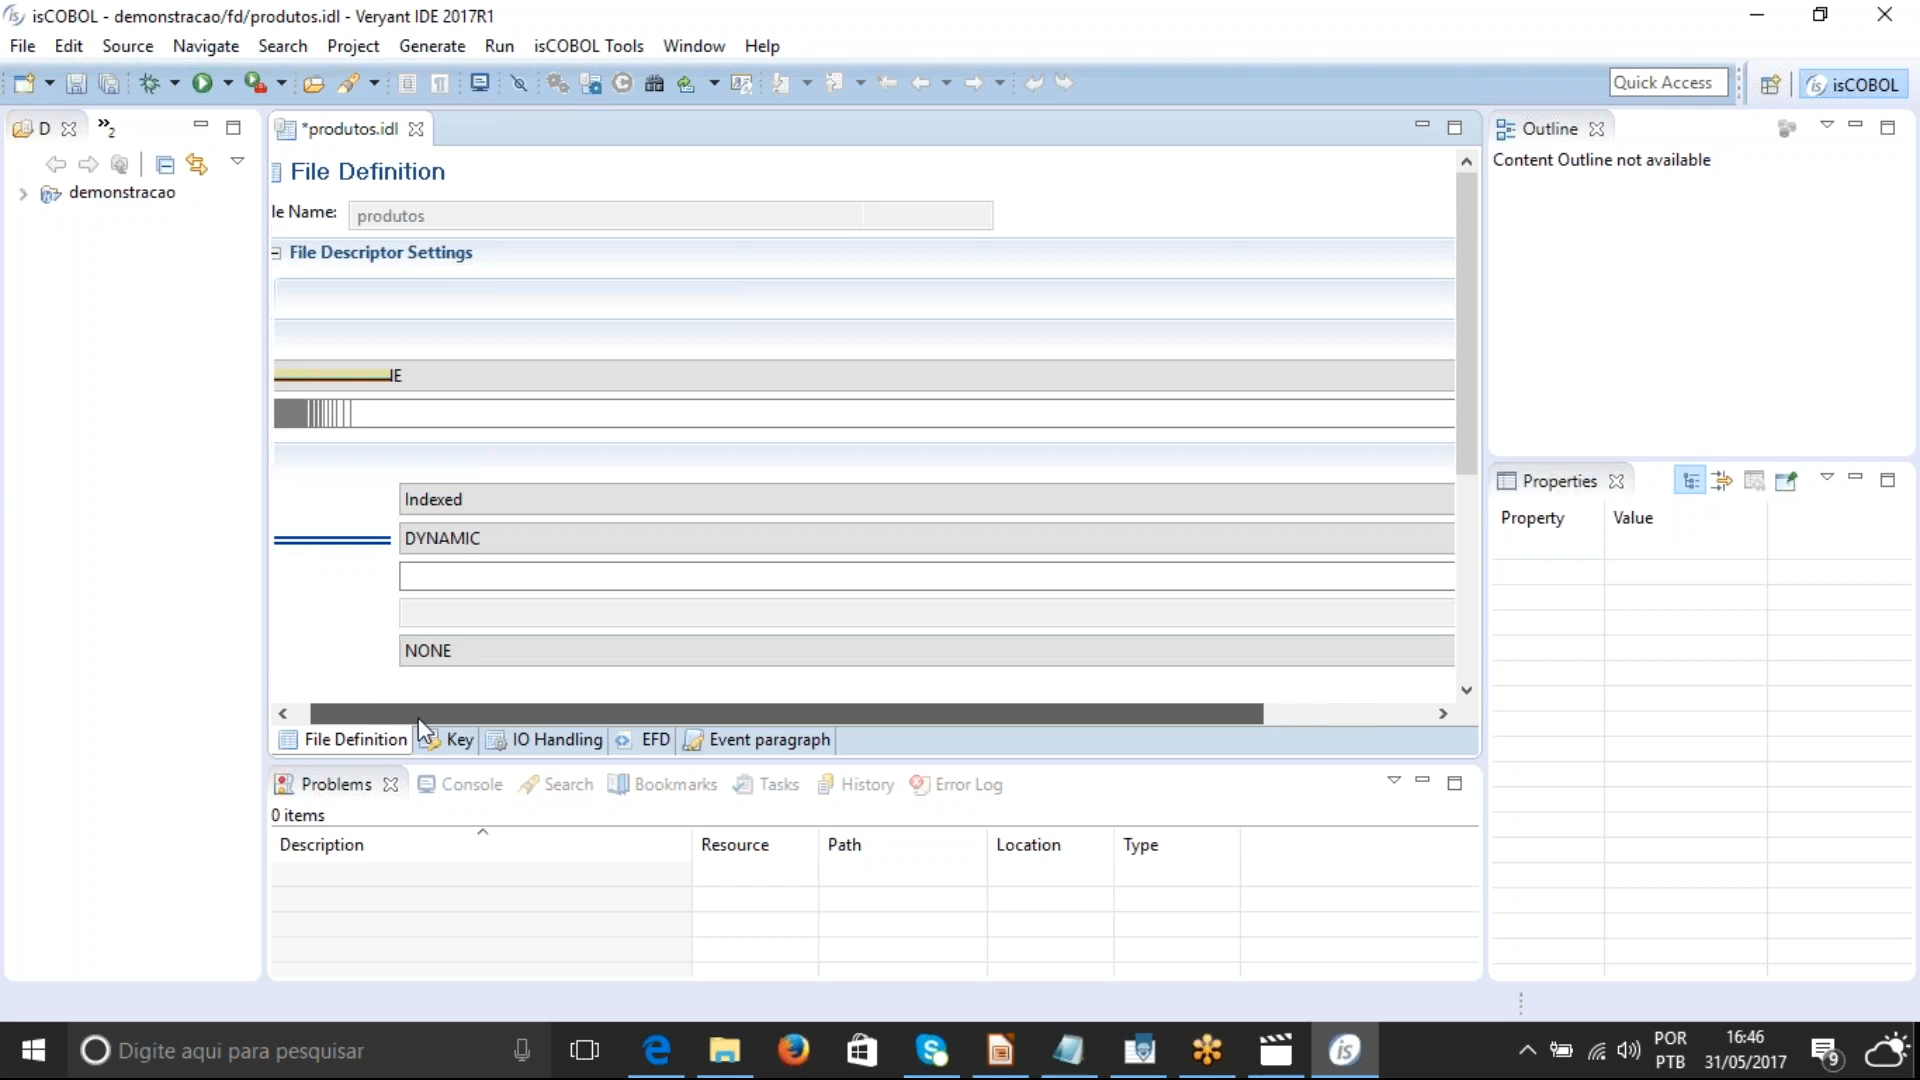 isCOBOL - demonstracao/fd/produtos.idl - Veryant IDE 2017R1
File Edit Source Navigate Search Project Generate Run isCOBOL Tools Window Help
Quick Access
isCOBOL
D
2
demonstracao
*produtos.idl
File Definition
le Name:
produtos
File Descriptor Settings
IE
Indexed
DYNAMIC
NONE
File Definition Key IO Handling EFD Event paragraph
Outline
Content Outline not available
Properties
Property Value
Problems Console Search Bookmarks Tasks History Error Log
0 items
Description Resource Path Location Type
Digite aqui para pesquisar
is
POR
PTB
16:46
31/05/2017
9